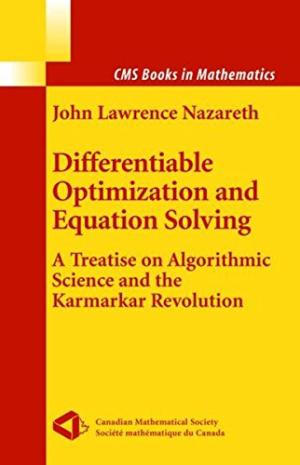 CMS Books in Mathematics
John Lawrence Nazareth
Differentiable
Optimization and
Equation Solving
A Treatise on Algorithmic
Science and the
Karmarkar Revolution
Canadian Mathematical Society
Société mathématique du Canada